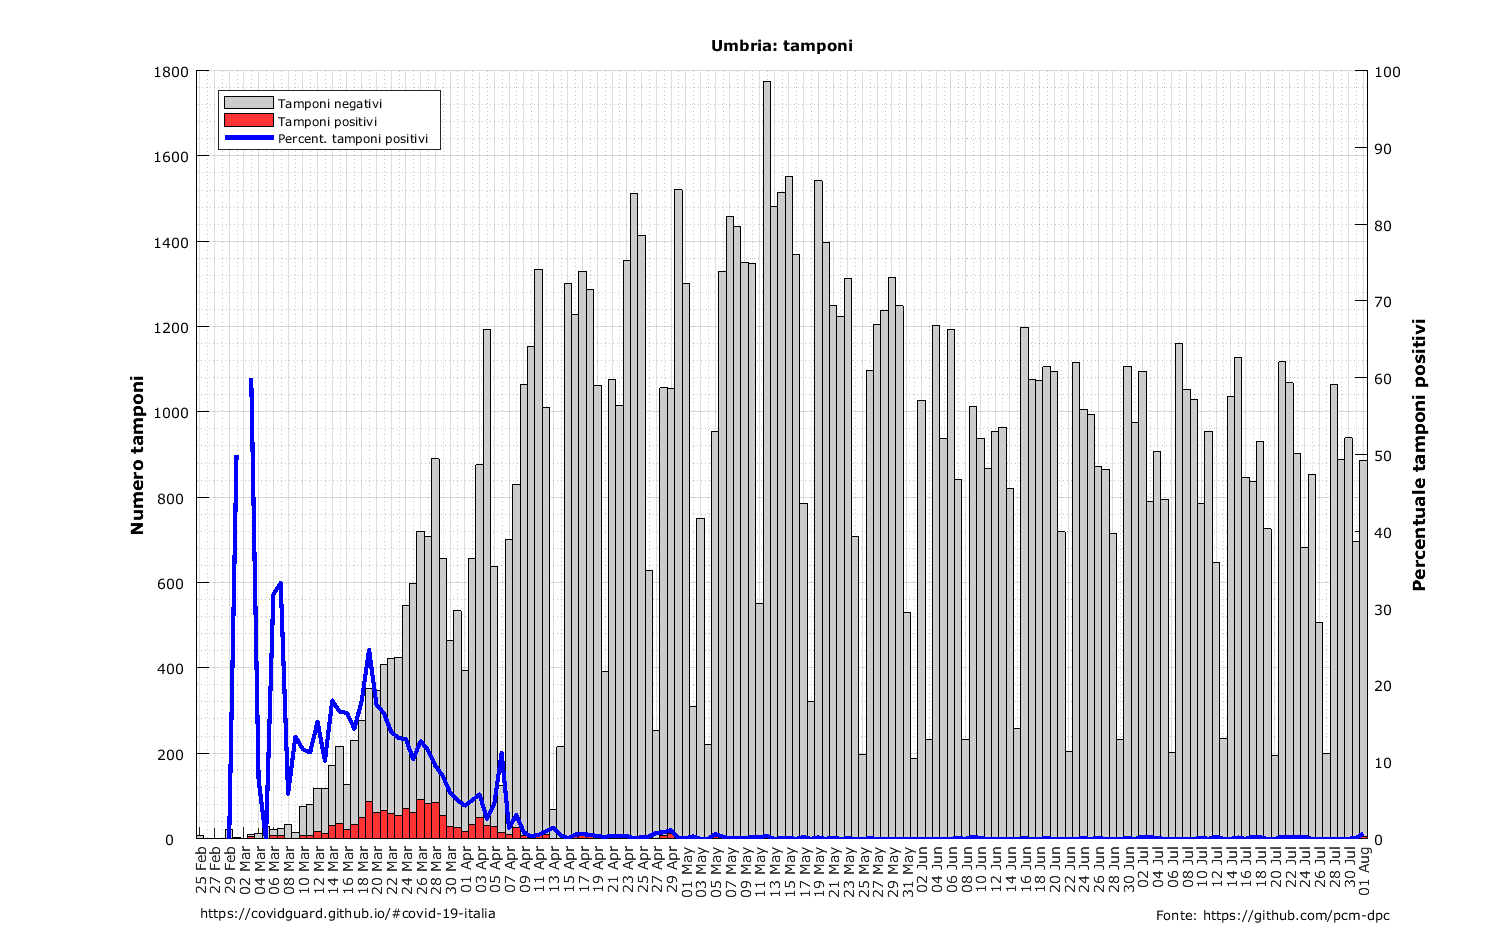 Umbria: tamponi
Tamponi negativi
Tamponi positivi
Percent. tamponi positivi
Numero tamponi
0
200
400
600
800
1000
1200
1400
1600
1800
Percentuale tamponi positivi
0
10
20
30
40
50
60
70
80
90
100
25 Feb
27 Feb
29 Feb
02 Mar
04 Mar
06 Mar
08 Mar
10 Mar
12 Mar
14 Mar
16 Mar
18 Mar
20 Mar
22 Mar
24 Mar
26 Mar
28 Mar
30 Mar
01 Apr
03 Apr
05 Apr
07 Apr
09 Apr
11 Apr
13 Apr
15 Apr
17 Apr
19 Apr
21 Apr
23 Apr
25 Apr
27 Apr
29 Apr
01 May
03 May
05 May
07 May
09 May
11 May
13 May
15 May
17 May
19 May
21 May
23 May
25 May
27 May
29 May
31 May
02 Jun
04 Jun
06 Jun
08 Jun
10 Jun
12 Jun
14 Jun
16 Jun
18 Jun
20 Jun
22 Jun
24 Jun
26 Jun
28 Jun
30 Jun
02 Jul
04 Jul
06 Jul
08 Jul
10 Jul
12 Jul
14 Jul
16 Jul
18 Jul
20 Jul
22 Jul
24 Jul
26 Jul
28 Jul
30 Jul
01 Aug
https://covidguard.github.io/#covid-19-italia
Fonte: https://github.com/pcm-dpc